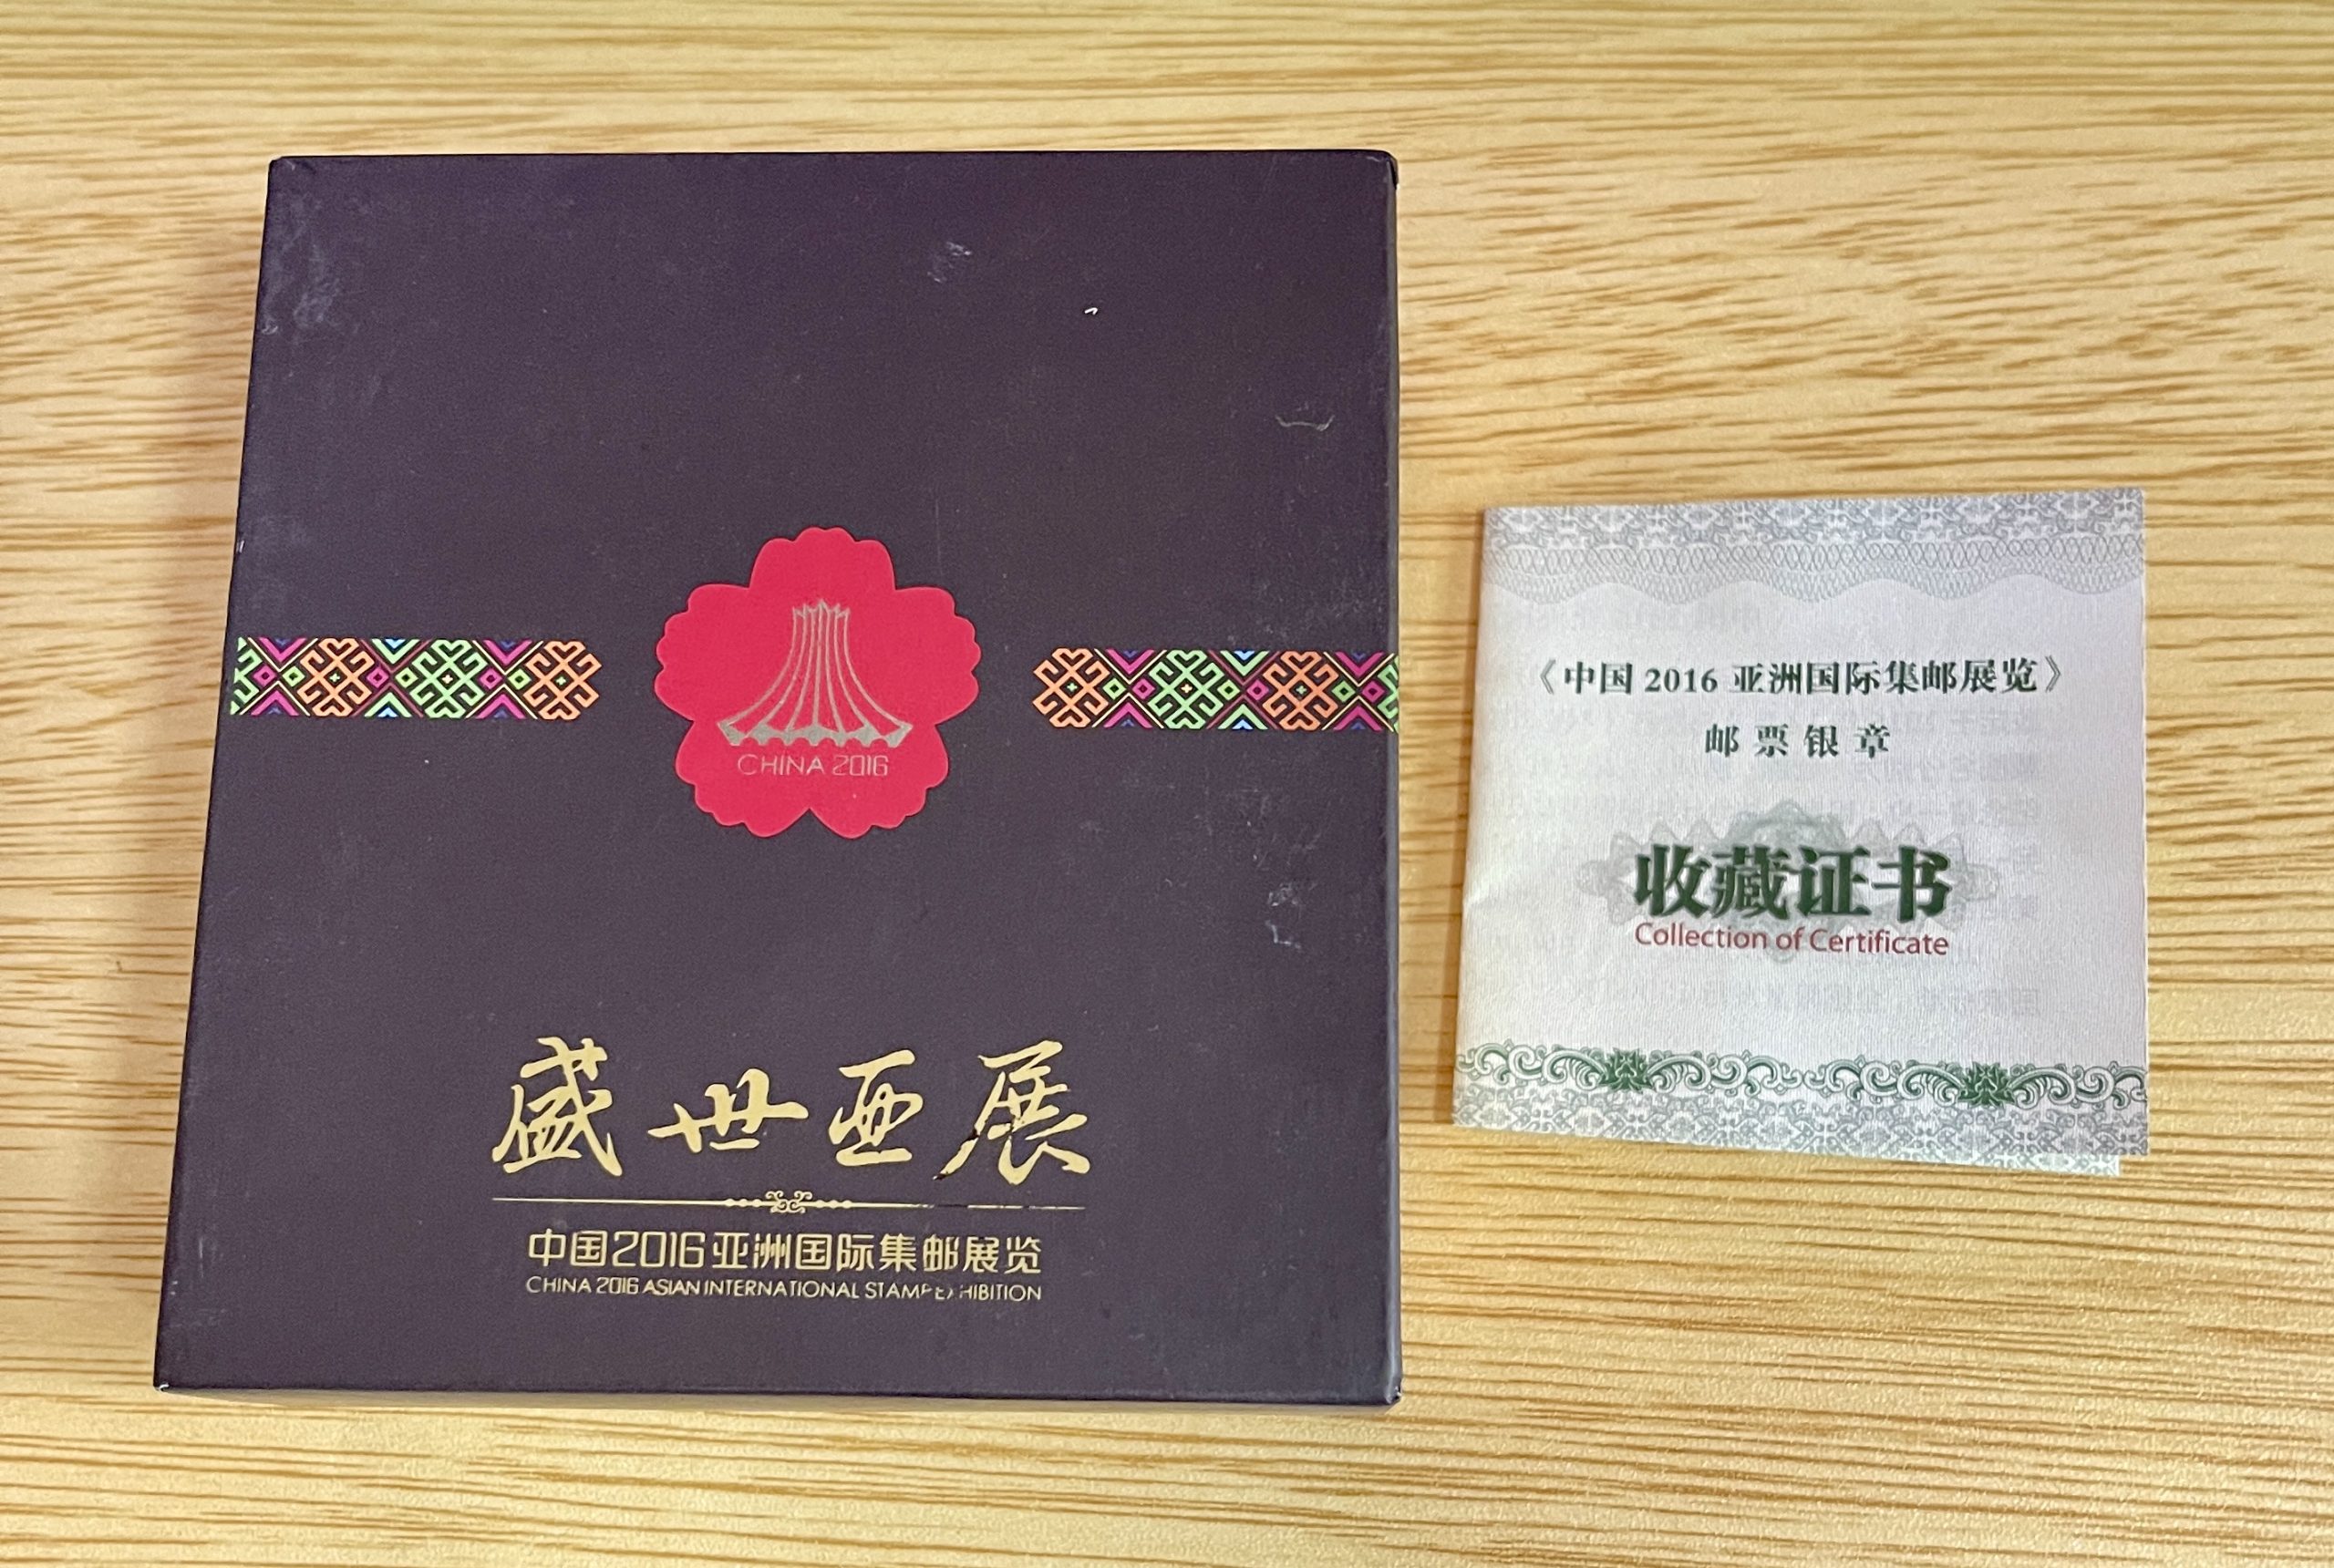 CHINA 2016
盛世亚展
中国2016亚洲国际集邮展览
CHINA 2016 ASIAN INTERNATIONAL STAMP EXHIBITION
《中国 2016 亚洲国际集邮展览》
邮票银章
收藏证书
Collection of Certificate